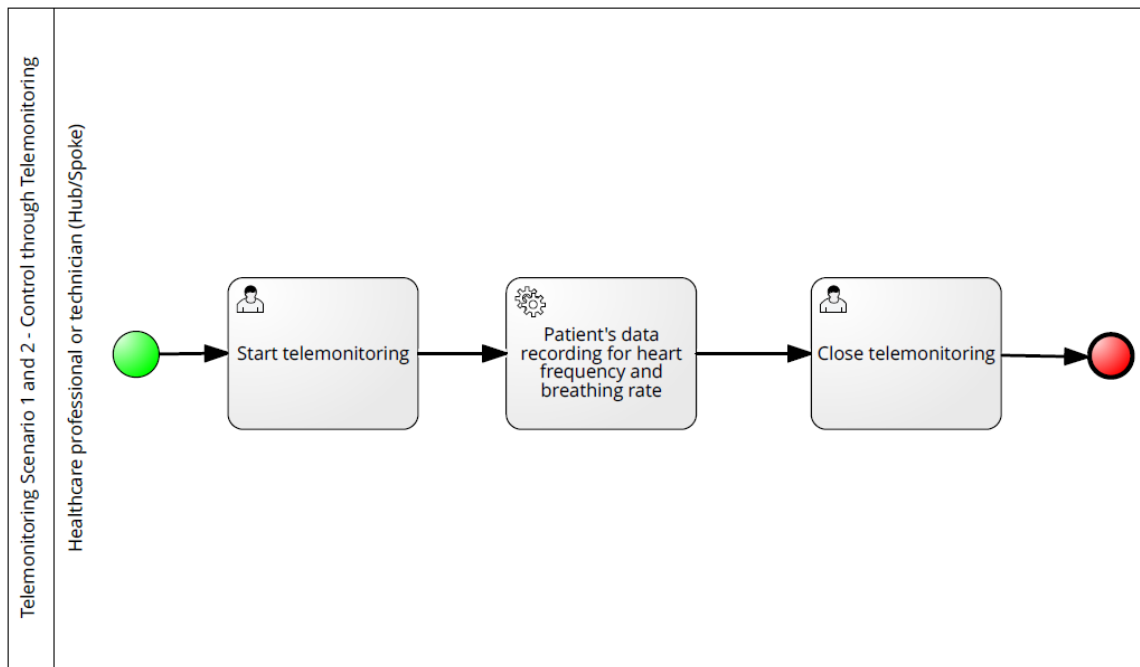 Telemonitoring Scenario 1 and 2 - Control through Telemonitoring
Healthcare professional or technician (Hub/Spoke)
Start telemonitoring
Patient's data
recording for heart
frequency and
breathing rate
Close telemonitoring